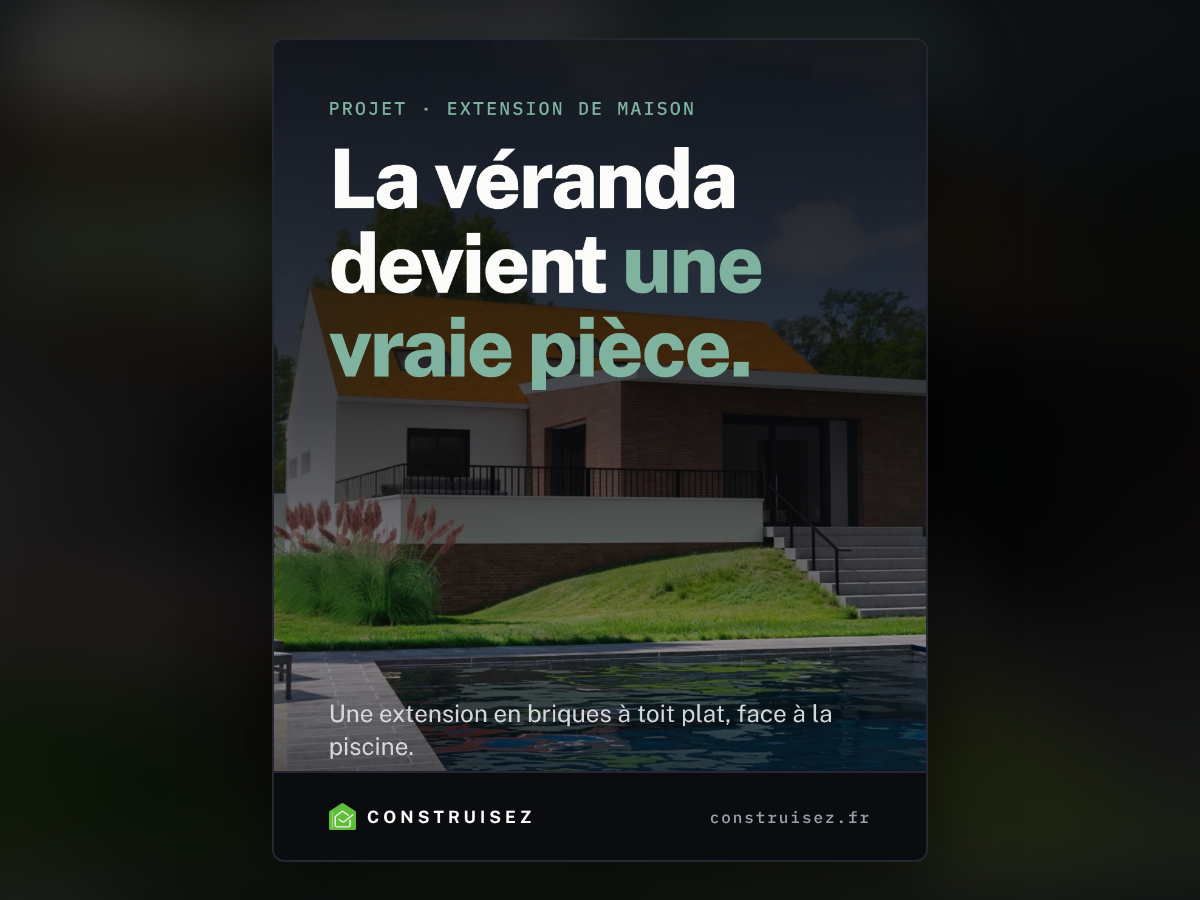 PROJET · EXTENSION DE MAISON
La véranda
devient une
vraie pièce.
Une extension en briques à toit plat, face à la
piscine.
CONSTRUISEZ
construisez.fr